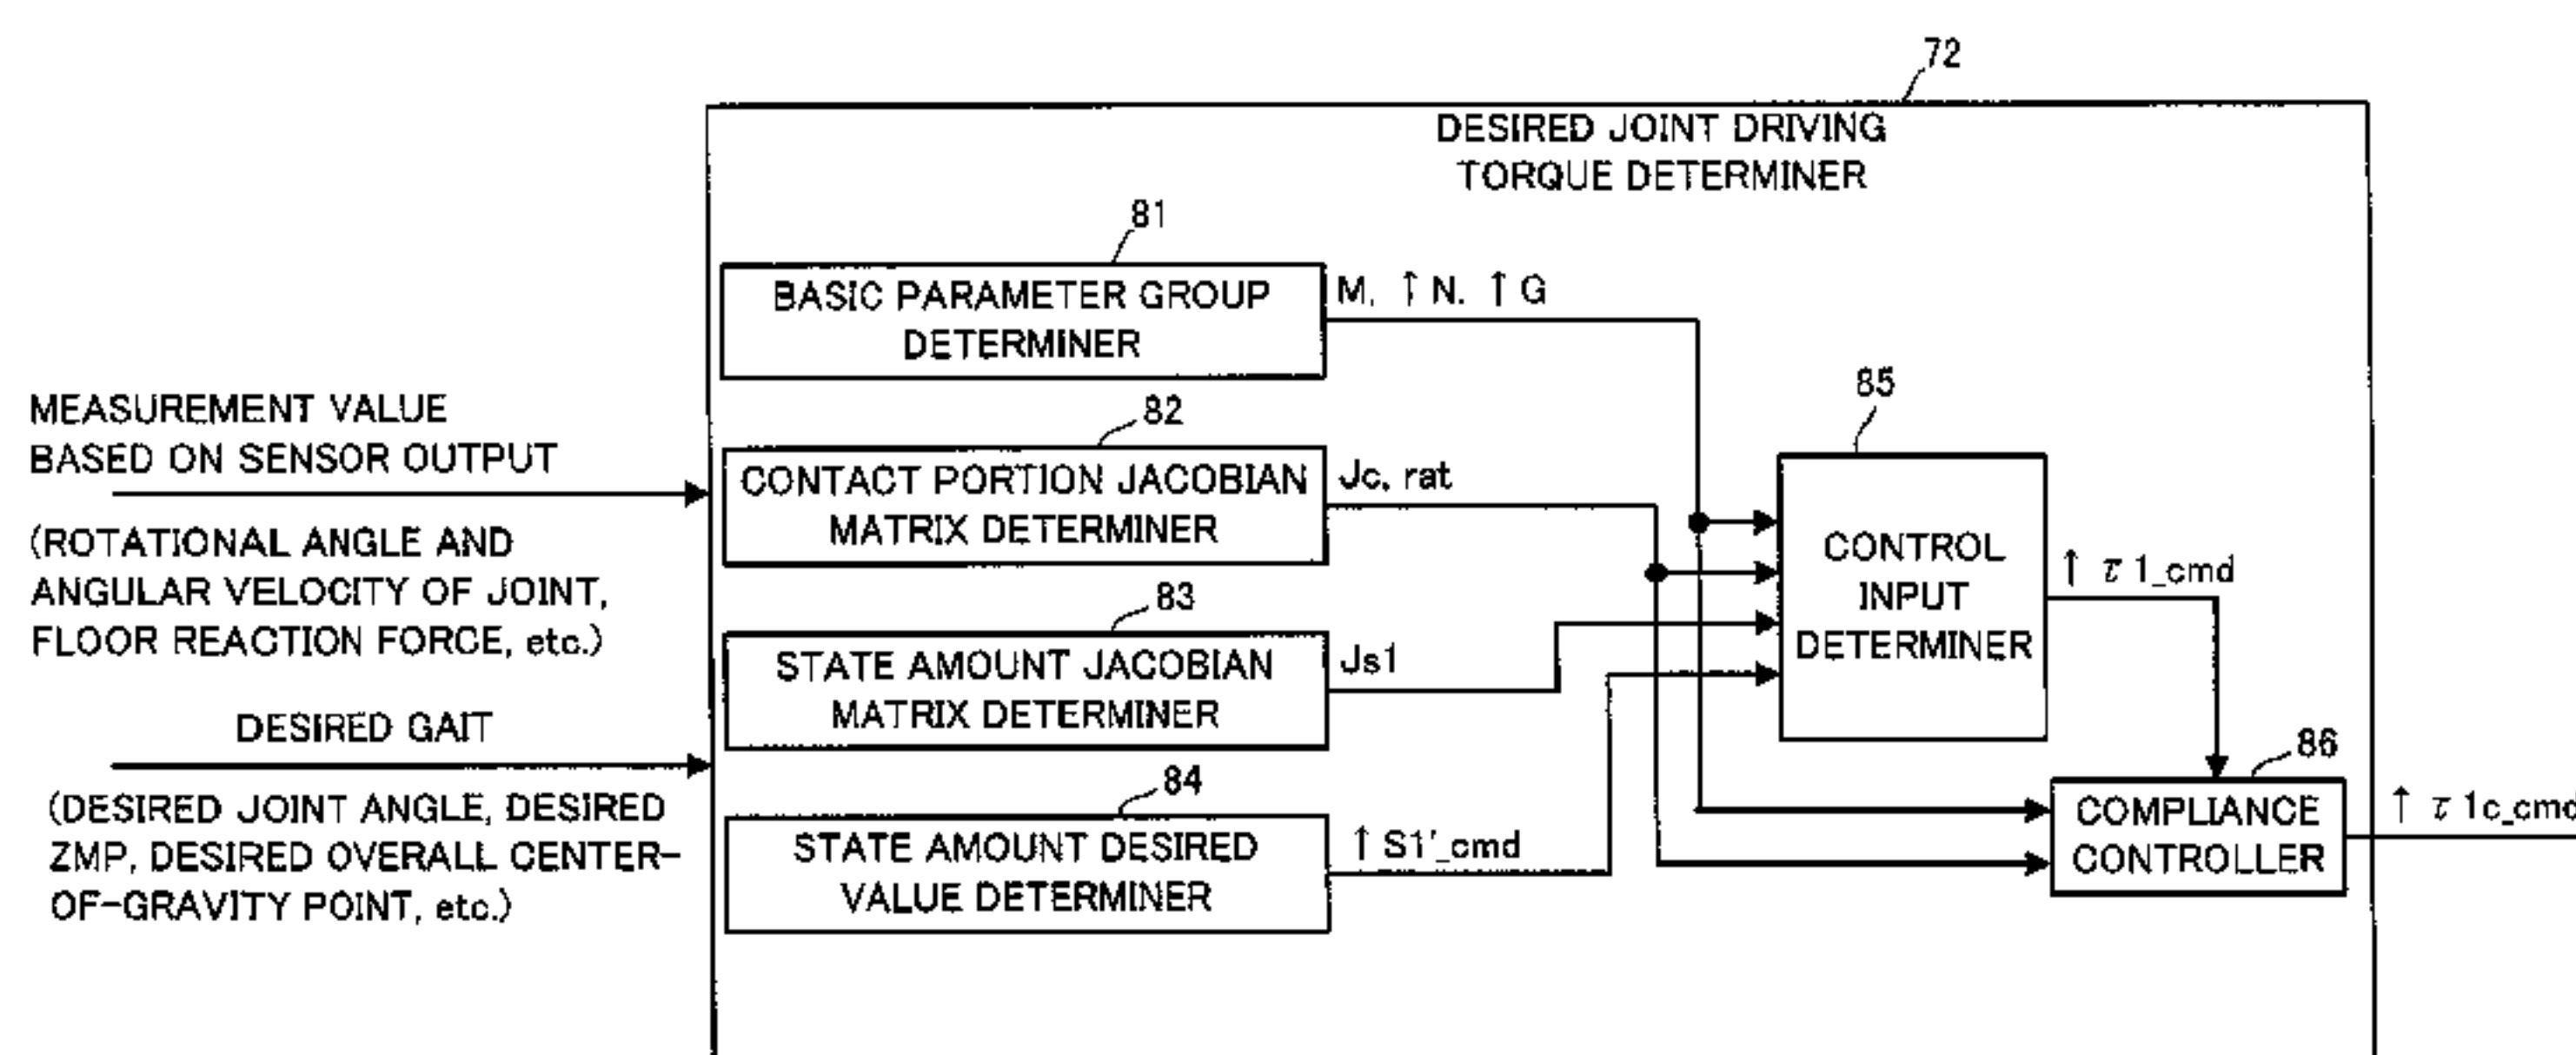 72
DESIRED JOINT DRIVING
TORQUE DETERMINER
81
BASIC PARAMETER GROUP
DETERMINER
M, ↑N, ↑G
MEASUREMENT VALUE
BASED ON SENSOR OUTPUT
(ROTATIONAL ANGLE AND
ANGULAR VELOCITY OF JOINT,
FLOOR REACTION FORCE, etc.)
82
CONTACT PORTION JACOBIAN
MATRIX DETERMINER
Jc, rat
83
STATE AMOUNT JACOBIAN
MATRIX DETERMINER
Js1
DESIRED GAIT
(DESIRED JOINT ANGLE, DESIRED
ZMP, DESIRED OVERALL CENTER-
OF-GRAVITY POINT, etc.)
84
STATE AMOUNT DESIRED
VALUE DETERMINER
↑S1'_cmd
85
CONTROL
INPUT
DETERMINER
↑τ1_cmd
86
COMPLIANCE
CONTROLLER
↑τ1c_cmd